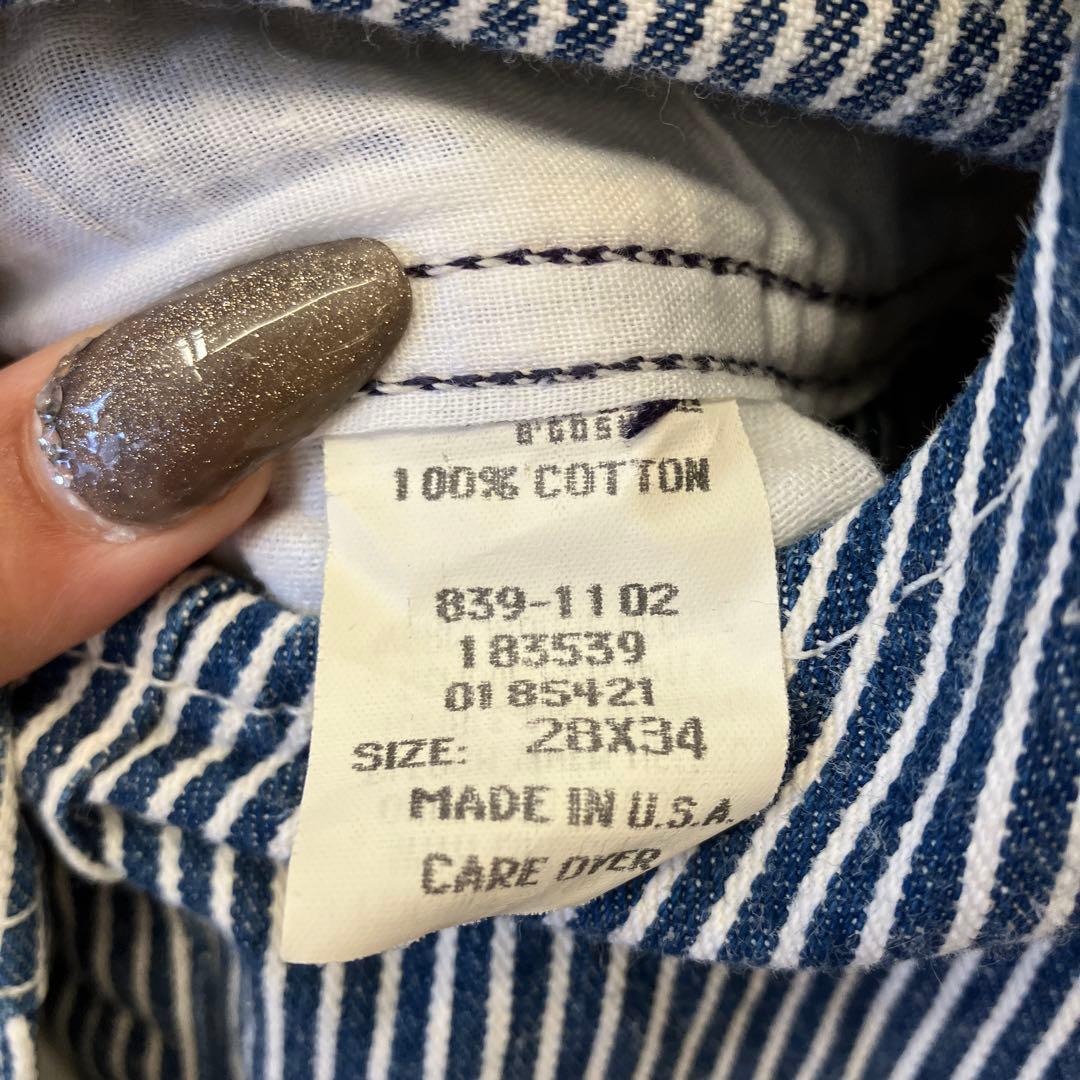 100% COTTON
839-1102
183539
0185421
SIZE: 28X34
MADE IN U.S.A.
CARE OVER